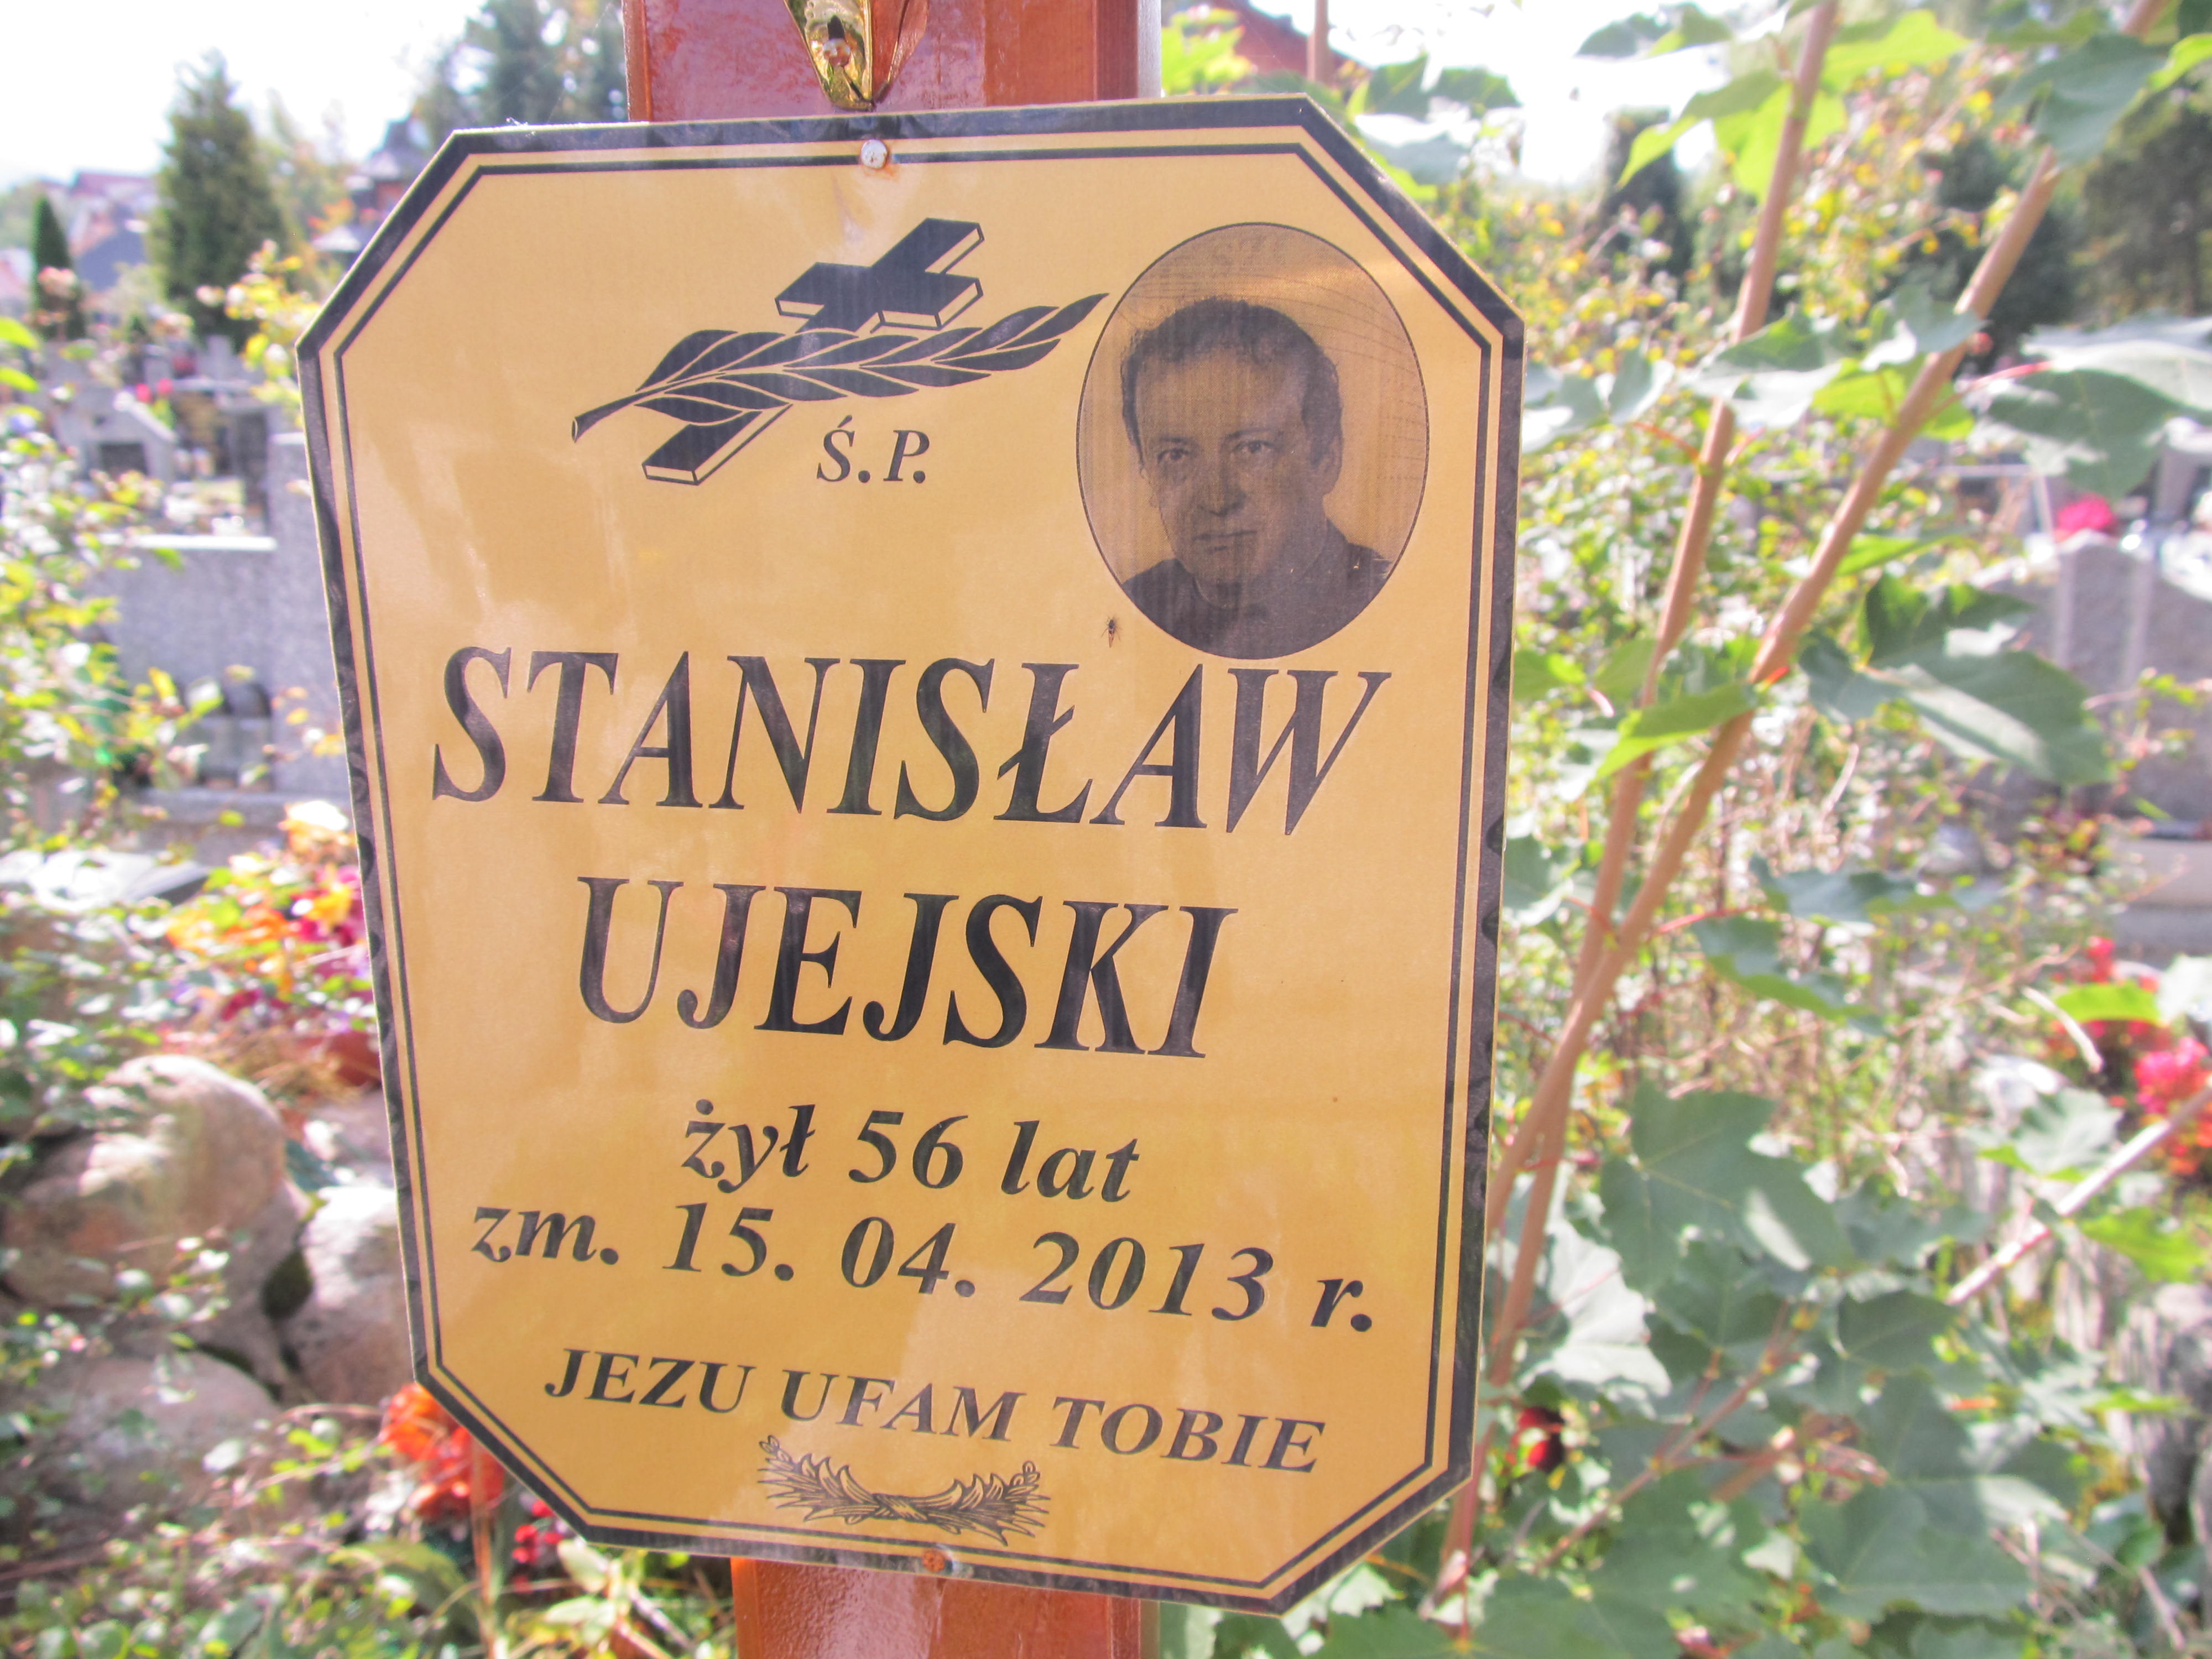 Ś.P.
STANISŁAW
UJEJSKI
żył 56 lat
zm. 15. 04. 2013 r.
JEZU UFAM TOBIE